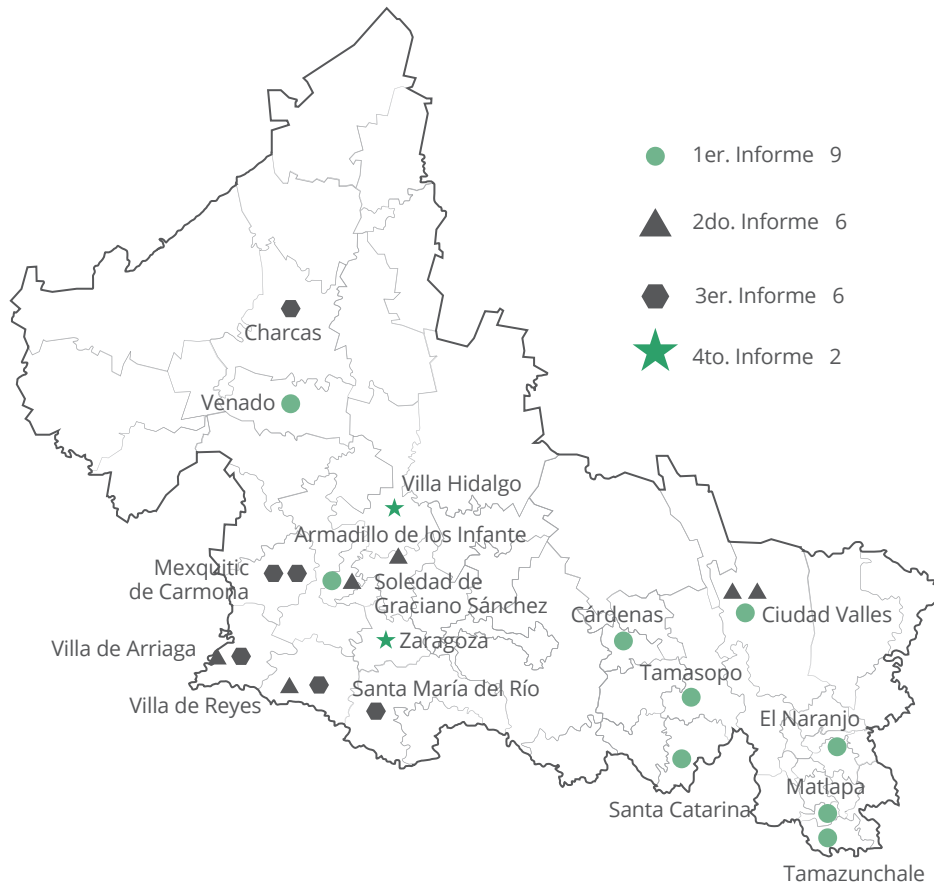 1er. Informe 9
2do. Informe 6
3er. Informe 6
4to. Informe 2
Charcas
Venado
Villa Hidalgo
Armadillo de los Infante
Mexquitic
de Carmona
Soledad de
Graciano Sánchez
Cárdenas
Ciudad Valles
Villa de Arriaga
Zaragoza
Tamasopo
Villa de Reyes
Santa María del Río
El Naranjo
Matlapa
Santa Catarina
Tamazunchale